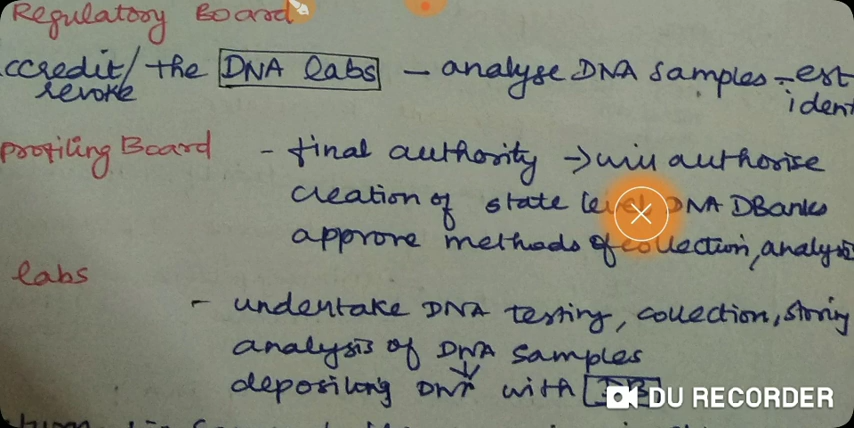 Regulatory Board
ccredit/ the DNA labs - analyse DNA samples - est
revoke ident
Profiling Board - final authority → will authorise
creation of state level DNA DBanks
approve methods of collection, analysis
labs
- undertake DNA testing, collection, storing
analysis of DNA samples
depositing DNA with DB
DU RECORDER